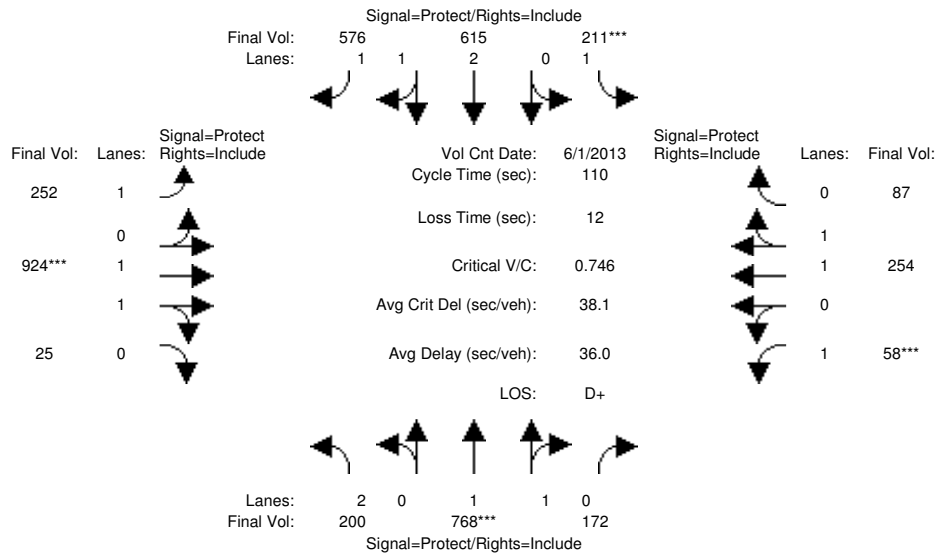 Signal=Protect/Rights=Include
Final Vol: 576 615 211***
Lanes: 1 1 2 0 1
Signal=Protect
Final Vol: Lanes: Rights=Include
Vol Cnt Date: 6/1/2013
Signal=Protect
Rights=Include Lanes: Final Vol:
Cycle Time (sec): 110
252 1
0 87
Loss Time (sec): 12
0
1
924*** 1
Critical V/C: 0.746
1 254
1
Avg Crit Del (sec/veh): 38.1
0
25 0
Avg Delay (sec/veh): 36.0
1 58***
LOS: D+
Lanes: 2 0 1 1 0
Final Vol: 200 768*** 172
Signal=Protect/Rights=Include